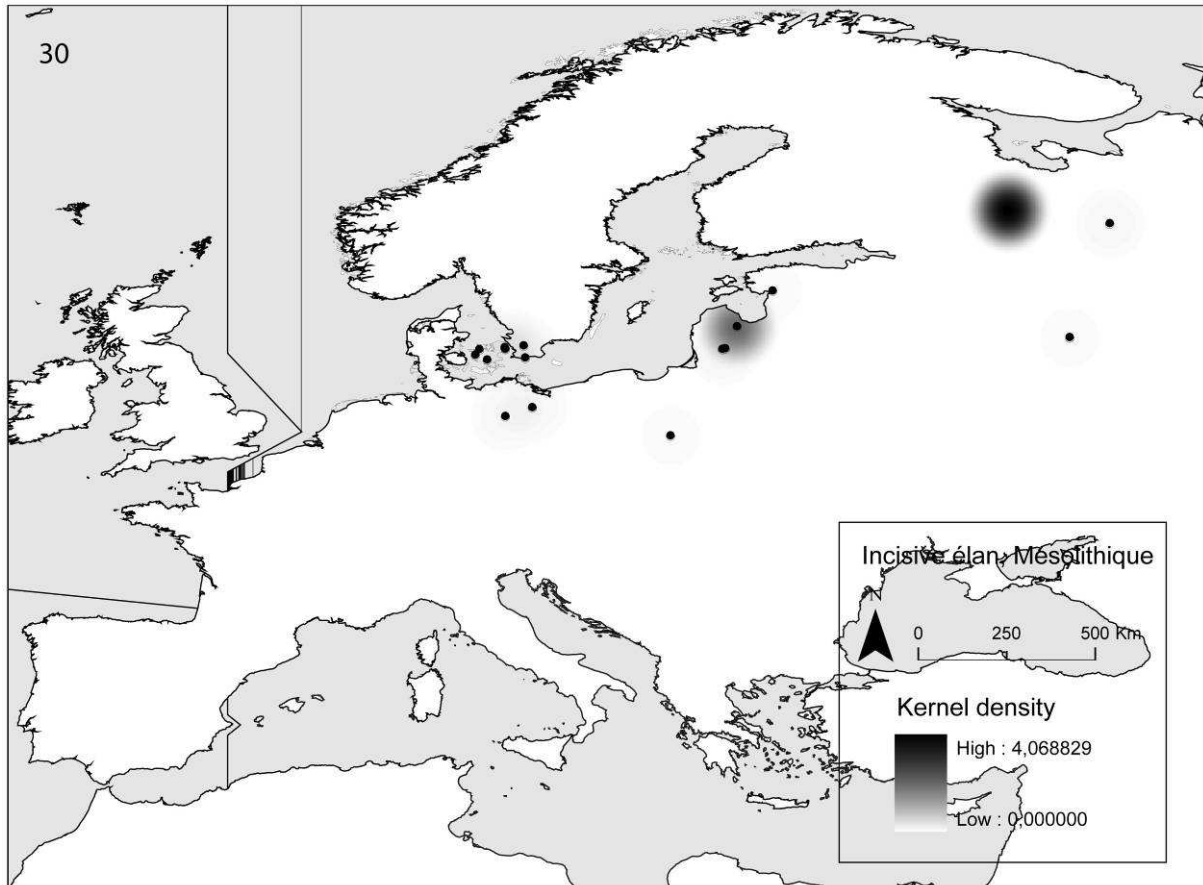 30
Incisive élan, Mésolithique
N
0 250 500 Km
Kernel density
High : 4,068829
Low : 0,000000